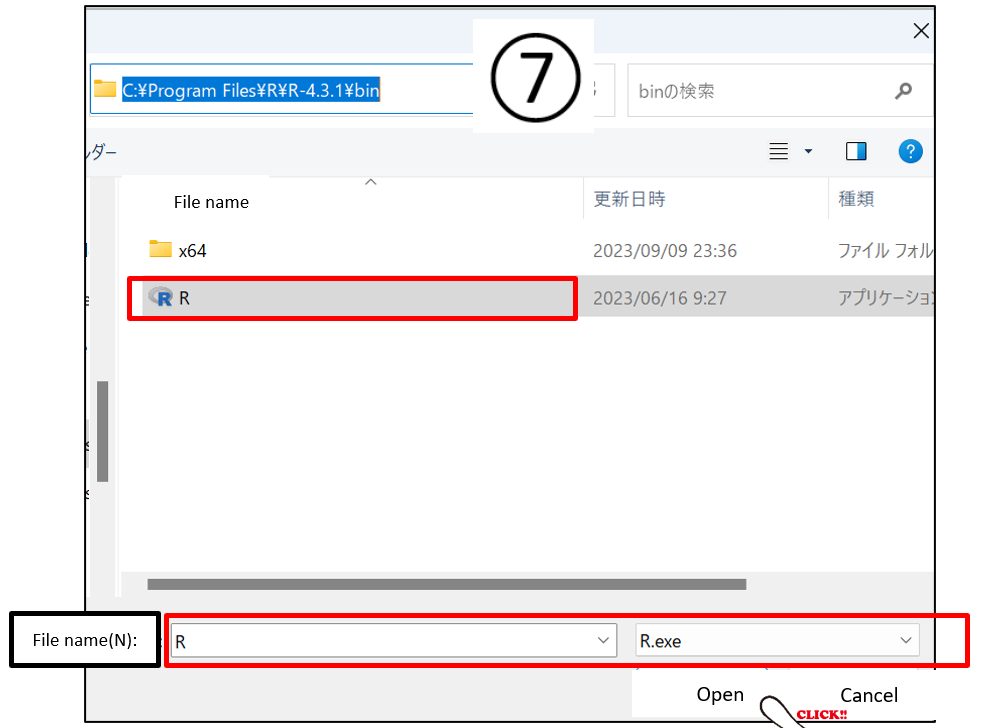 ⑦
C:¥Program Files¥R¥R-4.3.1¥bin
binの検索
ルダー
File name
更新日時
種類
x64
2023/09/09 23:36
ファイル フォル
R
2023/06/16 9:27
アプリケーション
File name(N):
R
R.exe
Open
Cancel
CLICK!!